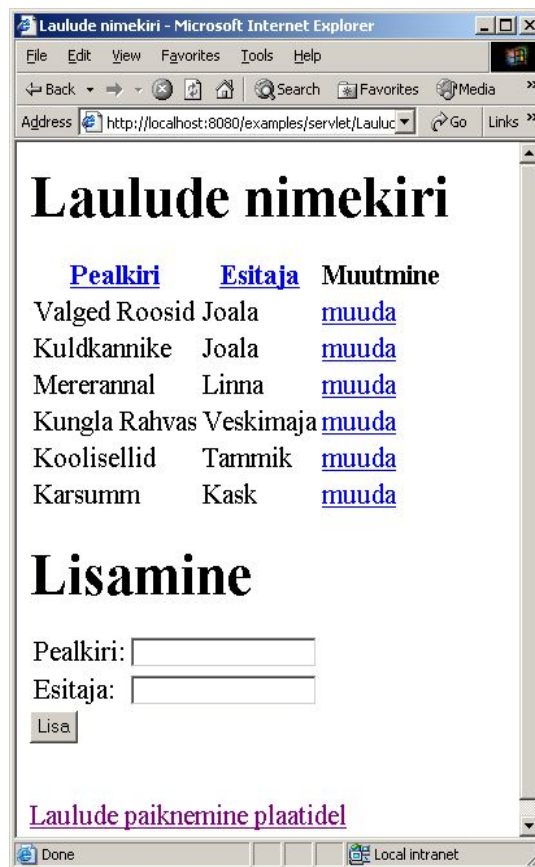 Laulude nimekiri - Microsoft Internet Explorer
File Edit View Favorites Tools Help
Back Search Favorites Media »
Address http://localhost:8080/examples/servlet/Lauluc Go Links »
Laulude nimekiri
Pealkiri Esitaja Muutmine
Valged Roosid Joala muuda
Kuldkannike Joala muuda
Mererannal Linna muuda
Kungla Rahvas Veskimaja muuda
Koolisellid Tammik muuda
Karsumm Kask muuda
Lisamine
Pealkiri:
Esitaja:
Lisa
Laulude paiknemine plaatidel
Done Local intranet